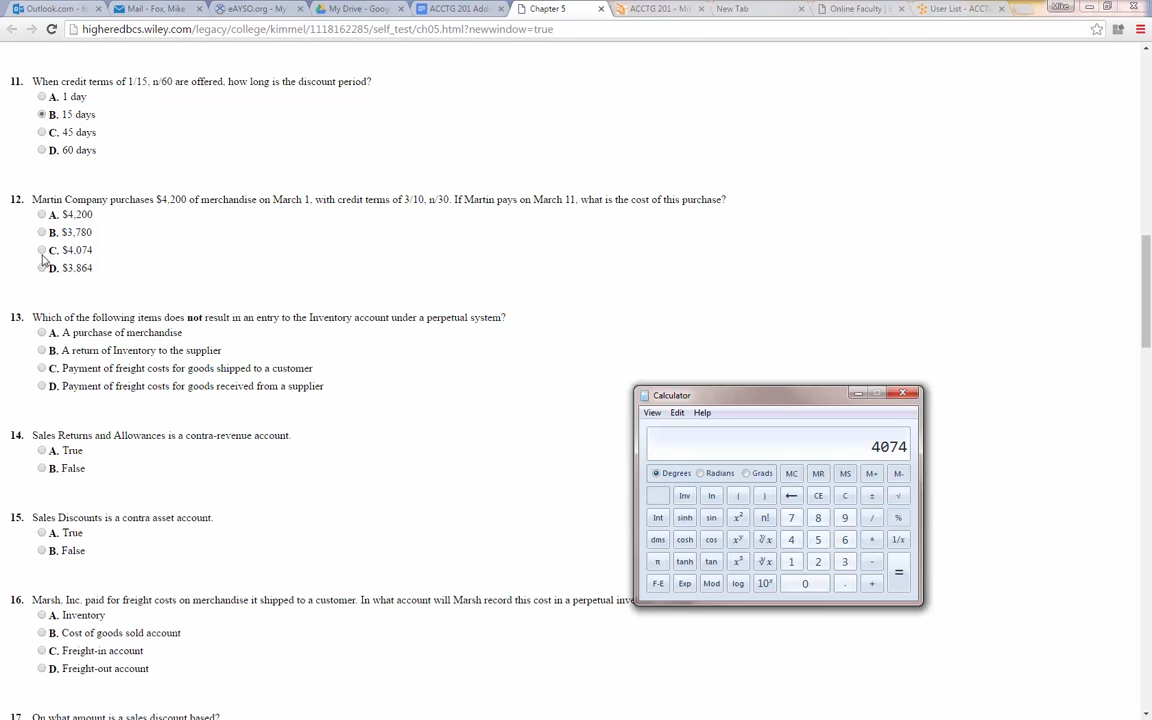 Outlook.com - fo
Mail - Fox, Mike
eAYSO.org - My
My Drive - Goog
ACCTG 201 Addi
Chapter 5
ACCTG 201 - Mi
New Tab
Online Faculty
User List - ACCT
Mike
higheredbcs.wiley.com/legacy/college/kimmel/1118162285/self_test/ch05.html?newwindow=true
11. When credit terms of 1/15, n/60 are offered, how long is the discount period?
A. 1 day
B. 15 days
C. 45 days
D. 60 days
12. Martin Company purchases $4,200 of merchandise on March 1, with credit terms of 3/10, n/30. If Martin pays on March 11, what is the cost of this purchase?
A. $4,200
B. $3,780
C. $4,074
D. $3,864
13. Which of the following items does not result in an entry to the Inventory account under a perpetual system?
A. A purchase of merchandise
B. A return of Inventory to the supplier
C. Payment of freight costs for goods shipped to a customer
D. Payment of freight costs for goods received from a supplier
14. Sales Returns and Allowances is a contra-revenue account.
A. True
B. False
15. Sales Discounts is a contra asset account.
A. True
B. False
16. Marsh, Inc. paid for freight costs on merchandise it shipped to a customer. In what account will Marsh record this cost in a perpetual inve
A. Inventory
B. Cost of goods sold account
C. Freight-in account
D. Freight-out account
17. On what amount is a sales discount based?
Calculator
View Edit Help
4074
Degrees Radians Grads MC MR MS M+ M-
Inv ln ( ) ← CE C ± √
Int sinh sin x² n! 7 8 9 / %
dms cosh cos xʸ ʸ√x 4 5 6 * 1/x
π tanh tan x³ ³√x 1 2 3 - =
F-E Exp Mod log 10ˣ 0 . +